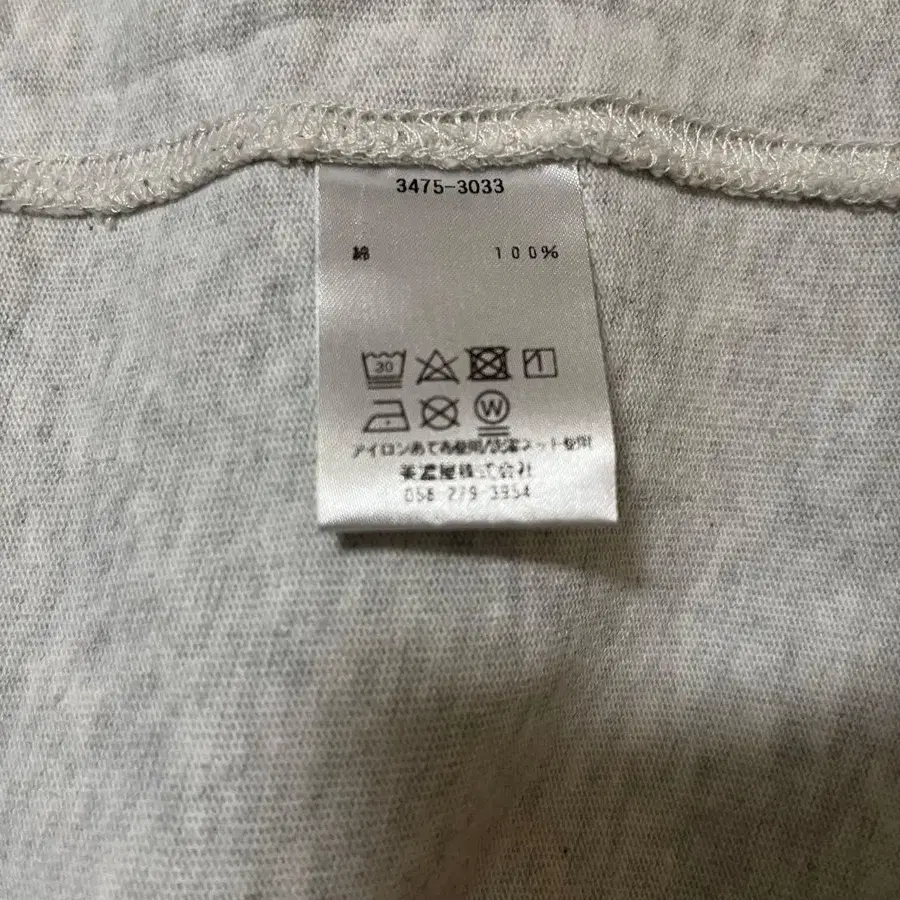 3475-3033
綿 100%
30
W
アイロンあて布使用/洗濯ネット使用
美濃屋株式会社
058 279 3954